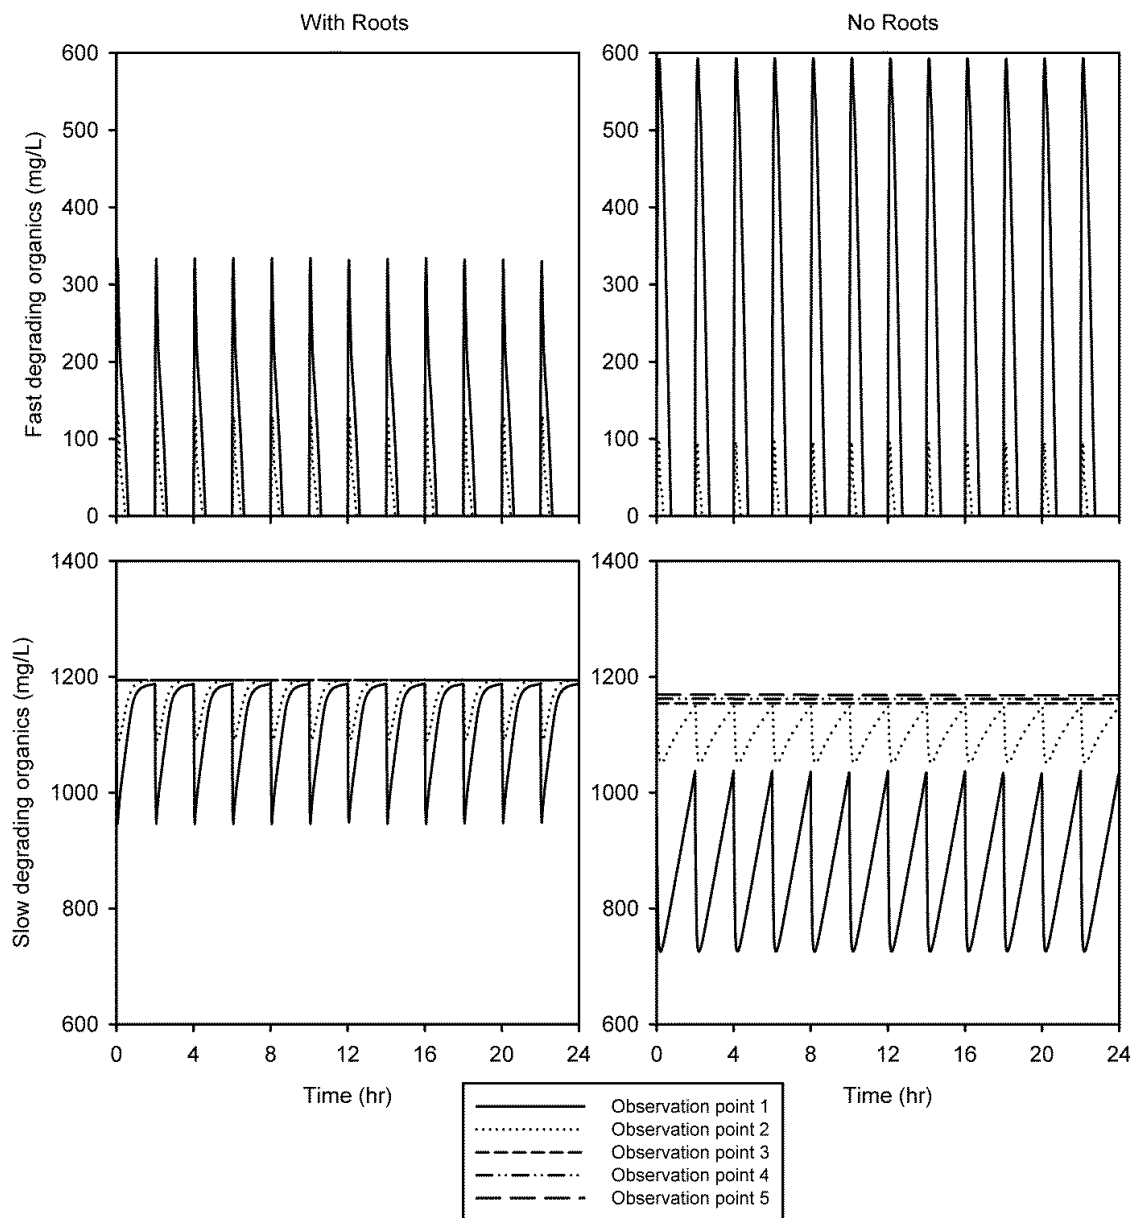 With Roots
No Roots
Fast degrading organics (mg/L)
600
500
400
300
200
100
0
600
500
400
300
200
100
0
Slow degrading organics (mg/L)
1400
1200
1000
800
600
1400
1200
1000
800
600
0 4 8 12 16 20 24
0 4 8 12 16 20 24
Time (hr)
Time (hr)
Observation point 1
Observation point 2
Observation point 3
Observation point 4
Observation point 5